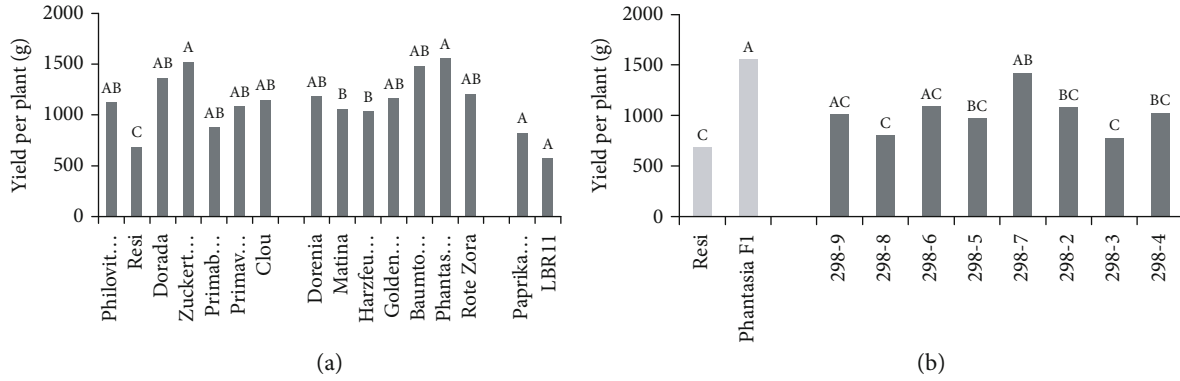 Yield per plant (g)
2000
1500
1000
500
0
AB
C
AB
A
AB
AB
AB
AB
B
B
AB
AB
A
AB
A
A
Philovit…
Resi
Dorada
Zuckert…
Primab…
Primav…
Clou
Dorenia
Matina
Harzfeu…
Golden…
Baumto…
Phantas…
Rote Zora
Paprika…
LBR11
(a)
Yield per plant (g)
2000
1500
1000
500
0
C
A
AC
C
AC
BC
AB
BC
C
BC
Resi
Phantasia F1
298-9
298-8
298-6
298-5
298-7
298-2
298-3
298-4
(b)